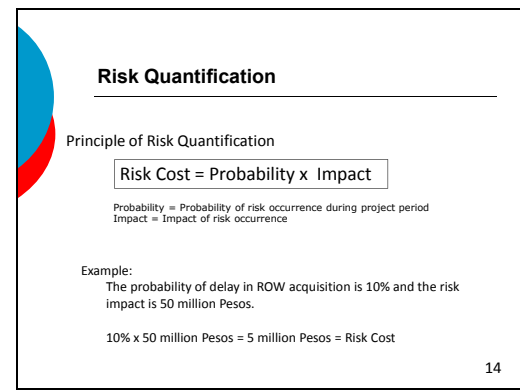 Risk Quantification
Principle of Risk Quantification
Risk Cost = Probability x Impact
Probability = Probability of risk occurrence during project period
Impact = Impact of risk occurrence
Example:
The probability of delay in ROW acquisition is 10% and the risk
impact is 50 million Pesos.
10% x 50 million Pesos = 5 million Pesos = Risk Cost
14